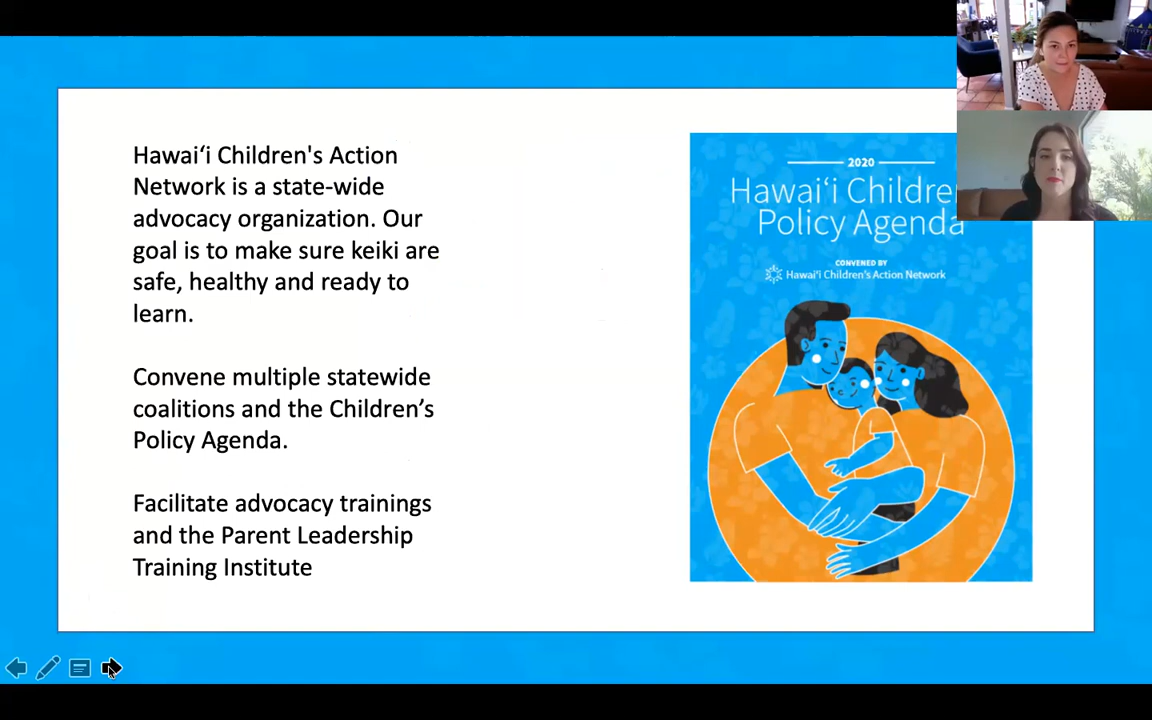 Hawaiʻi Children's Action
Network is a state-wide
advocacy organization. Our
goal is to make sure keiki are
safe, healthy and ready to
learn.
Convene multiple statewide
coalitions and the Children’s
Policy Agenda.
Facilitate advocacy trainings
and the Parent Leadership
Training Institute
2020
Hawaiʻi Childre
Policy Agenda
CONVENED BY
Hawaiʻi Children's Action Network